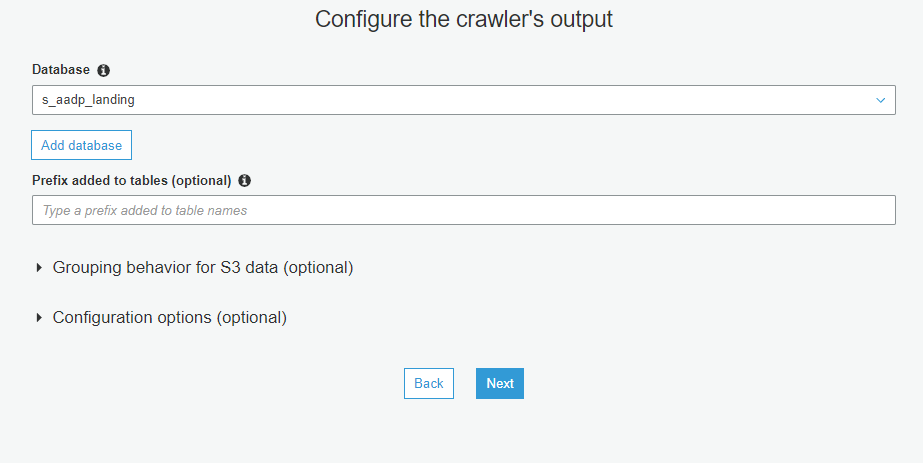 Configure the crawler's output
Database
s_aadp_landing
Add database
Prefix added to tables (optional)
Type a prefix added to table names
Grouping behavior for S3 data (optional)
Configuration options (optional)
Back Next